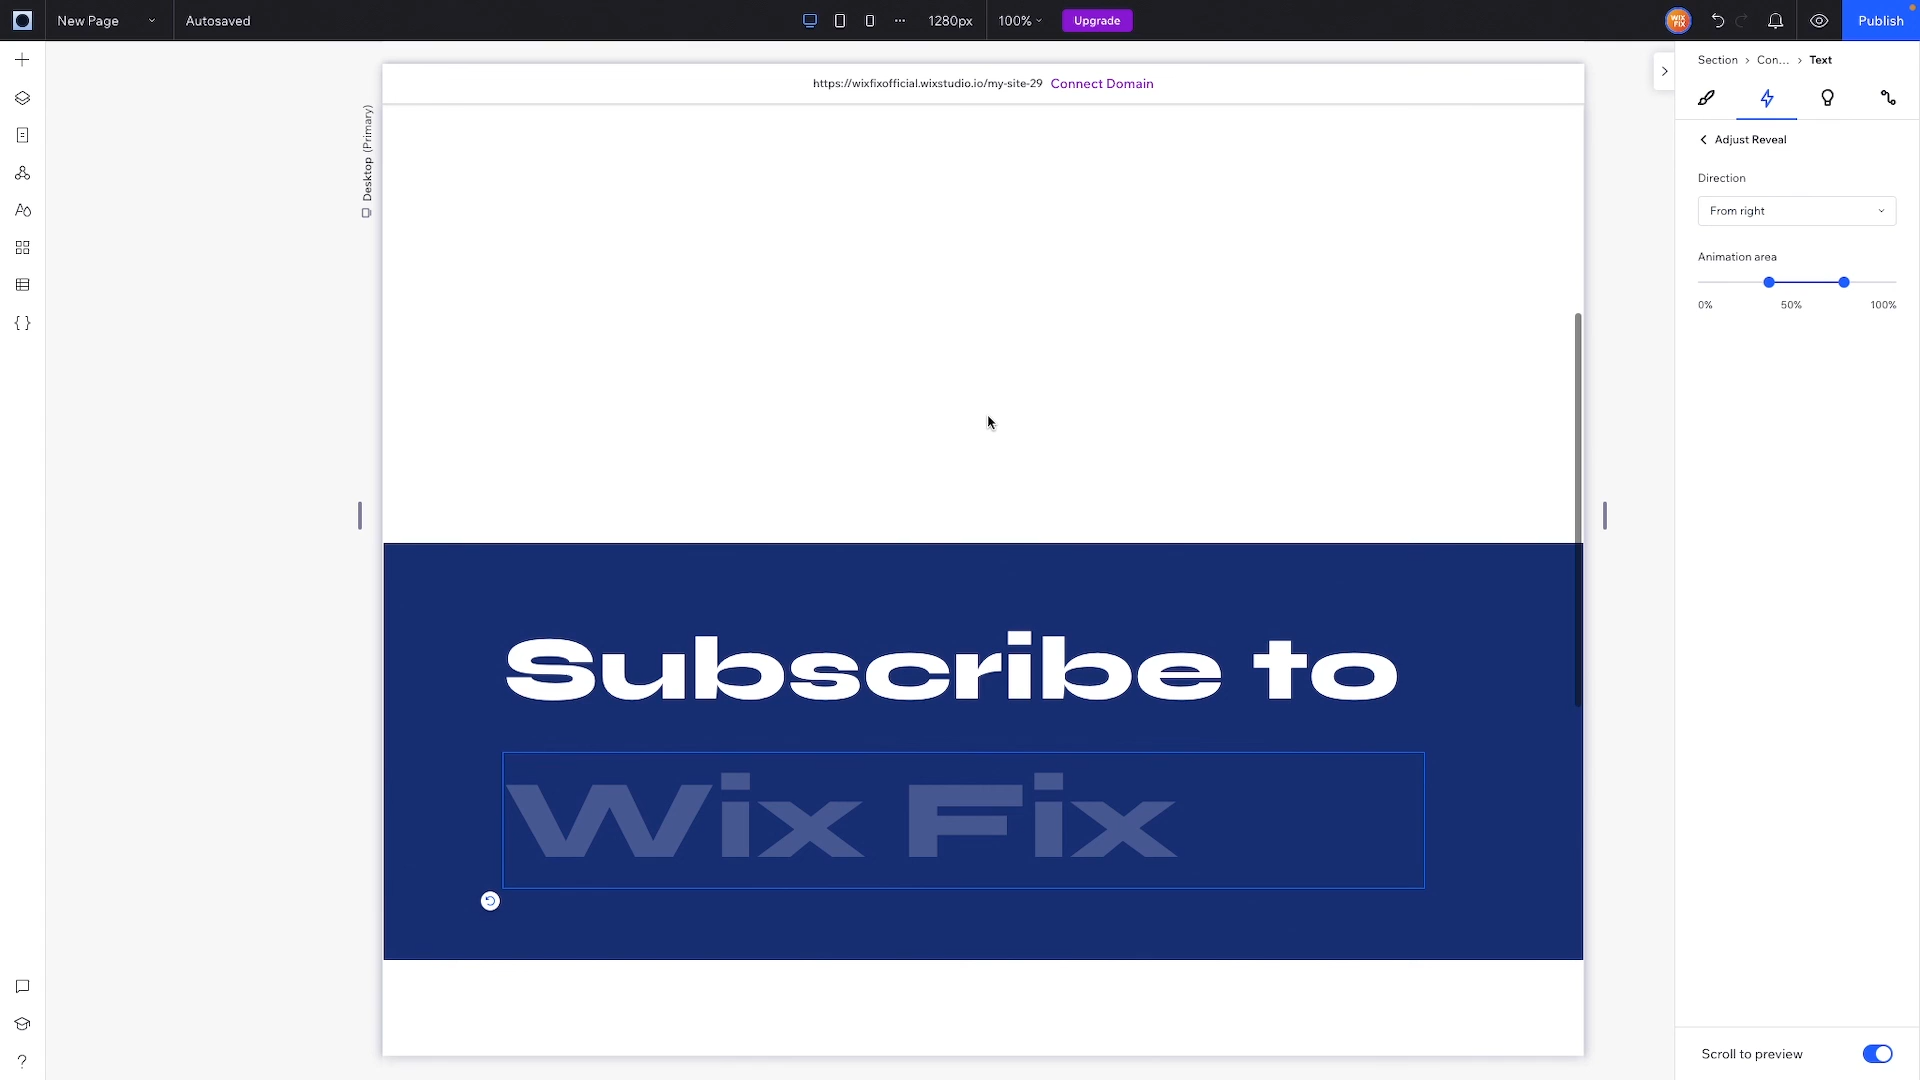 New Page
Autosaved
1280px
100%
Upgrade
WIX
FIX
Publish
https://wixfixofficial.wixstudio.io/my-site-29 Connect Domain
Desktop (Primary)
Section > Con... > Text
Adjust Reveal
Direction
From right
Animation area
0% 50% 100%
Subscribe to
Wix Fix
Scroll to preview